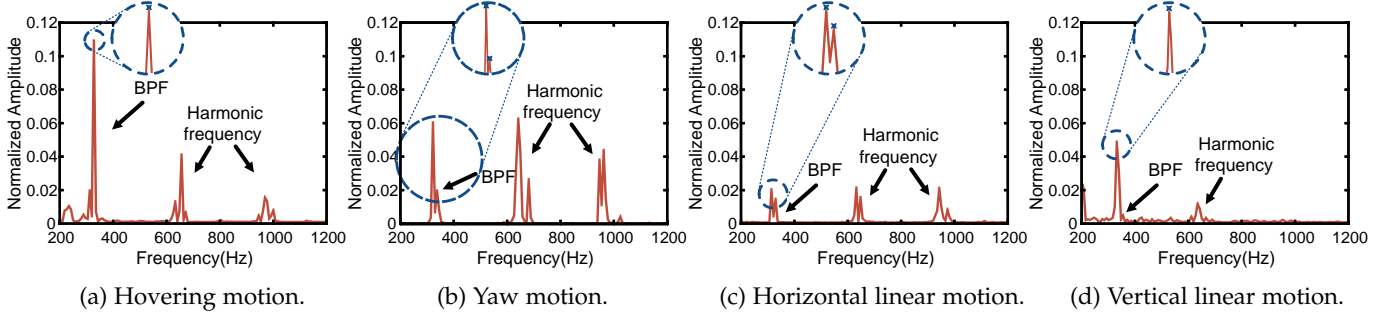 0.12
0.1
0.08
0.06
0.04
0.02
0
Normalized Amplitude
BPF
Harmonic
frequency
200 400 600 800 1000 1200
Frequency(Hz)
(a) Hovering motion.
0.12
0.1
0.08
0.06
0.04
0.02
0
Normalized Amplitude
Harmonic
frequency
BPF
200 400 600 800 1000 1200
Frequency(Hz)
(b) Yaw motion.
0.12
0.1
0.08
0.06
0.04
0.02
0
Normalized Amplitude
BPF
Harmonic
frequency
200 400 600 800 1000 1200
Frequency(Hz)
(c) Horizontal linear motion.
0.12
0.1
0.08
0.06
0.04
0.02
0
Normalized Amplitude
BPF
Harmonic
frequency
200 400 600 800 1000 1200
Frequency(Hz)
(d) Vertical linear motion.